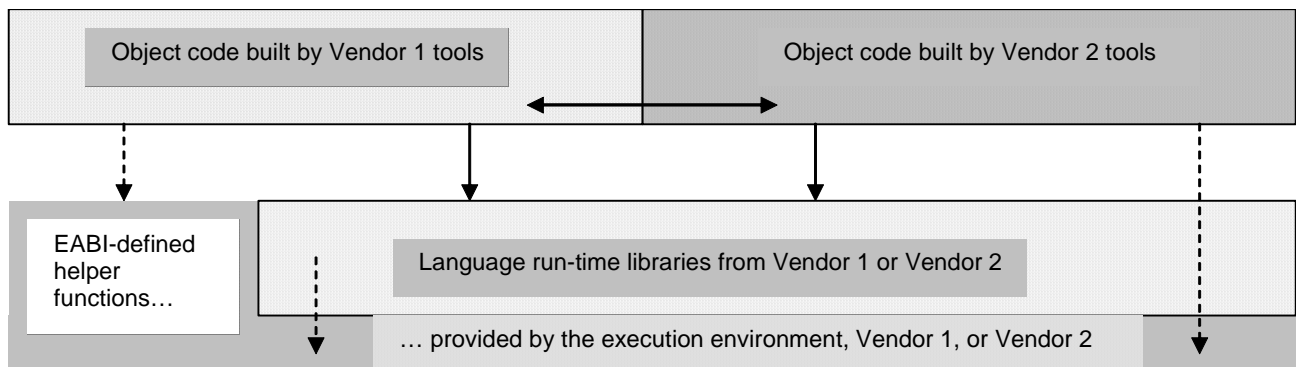 Object code built by Vendor 1 tools
Object code built by Vendor 2 tools
EABI-defined
helper
functions…
Language run-time libraries from Vendor 1 or Vendor 2
… provided by the execution environment, Vendor 1, or Vendor 2